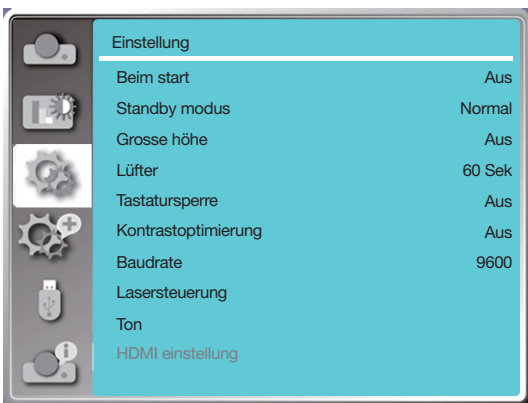 Einstellung
Beim start Aus
Standby modus Normal
Grosse höhe Aus
Lüfter 60 Sek
Tastatursperre Aus
Kontrastoptimierung Aus
Baudrate 9600
Lasersteuerung
Ton
HDMI einstellung